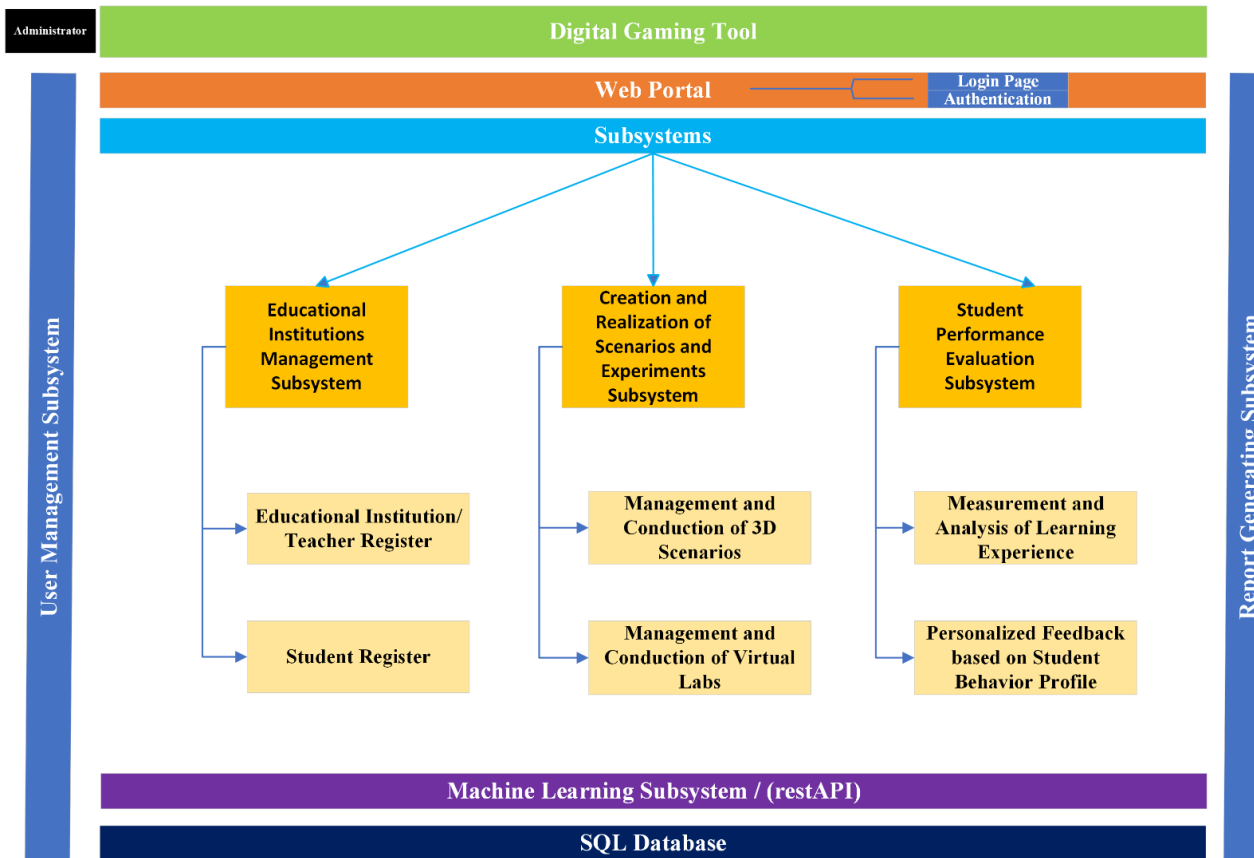 Administrator
Digital Gaming Tool
Web Portal
Login Page
Authentication
Subsystems
User Management Subsystem
Report Generating Subsystem
Educational
Institutions
Management
Subsystem
Creation and
Realization of
Scenarios and
Experiments
Subsystem
Student
Performance
Evaluation
Subsystem
Educational Institution/
Teacher Register
Management and
Conduction of 3D
Scenarios
Measurement and
Analysis of Learning
Experience
Student Register
Management and
Conduction of Virtual
Labs
Personalized Feedback
based on Student
Behavior Profile
Machine Learning Subsystem / (restAPI)
SQL Database